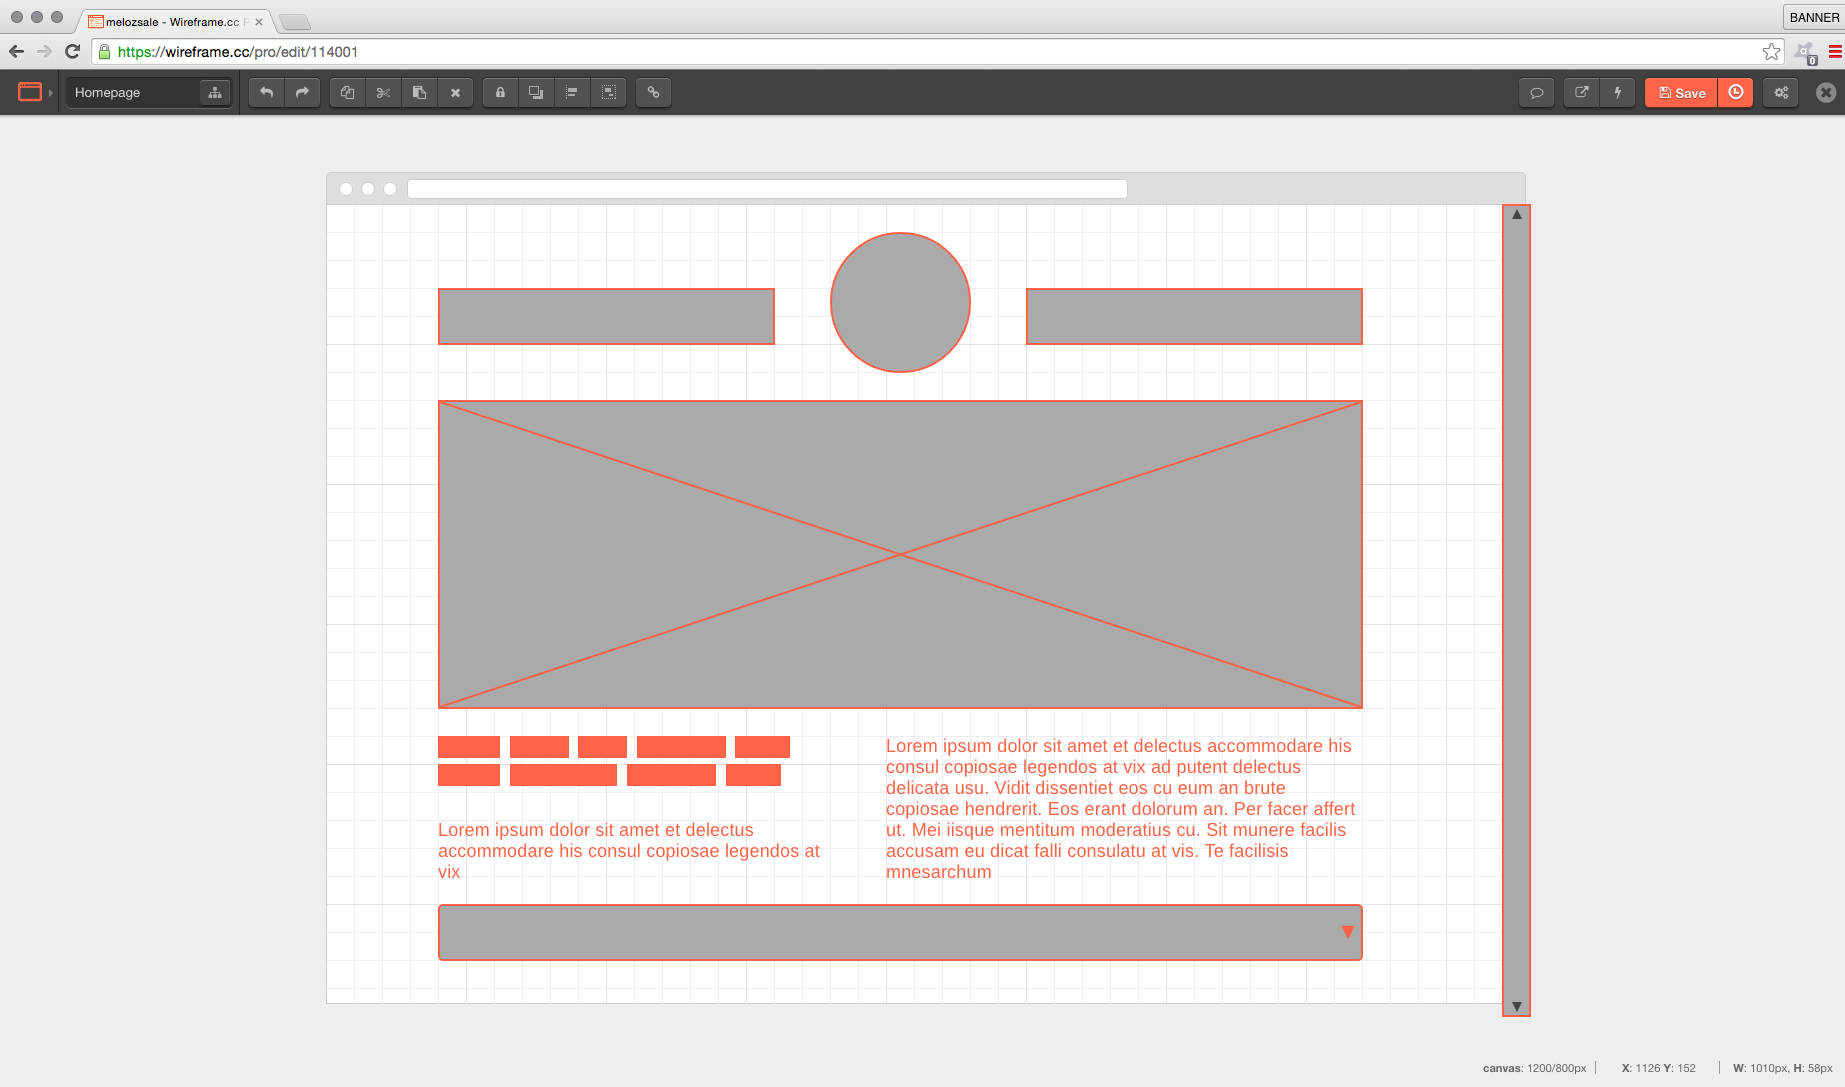 melozsale - Wireframe.cc P
BANNER
https://wireframe.cc/pro/edit/114001
0
Homepage
Save
Lorem ipsum dolor sit amet et delectus accommodare his
consul copiosae legendos at vix ad putent delectus
delicata usu. Vidit dissentiet eos cu eum an brute
copiosae hendrerit. Eos erant dolorum an. Per facer affert
ut. Mei iisque mentitum moderatius cu. Sit munere facilis
accusam eu dicat falli consulatu at vis. Te facilisis
mnesarchum
Lorem ipsum dolor sit amet et delectus
accommodare his consul copiosae legendos at
vix
canvas: 1200/800px
X: 1126 Y: 152
W: 1010px, H: 58px